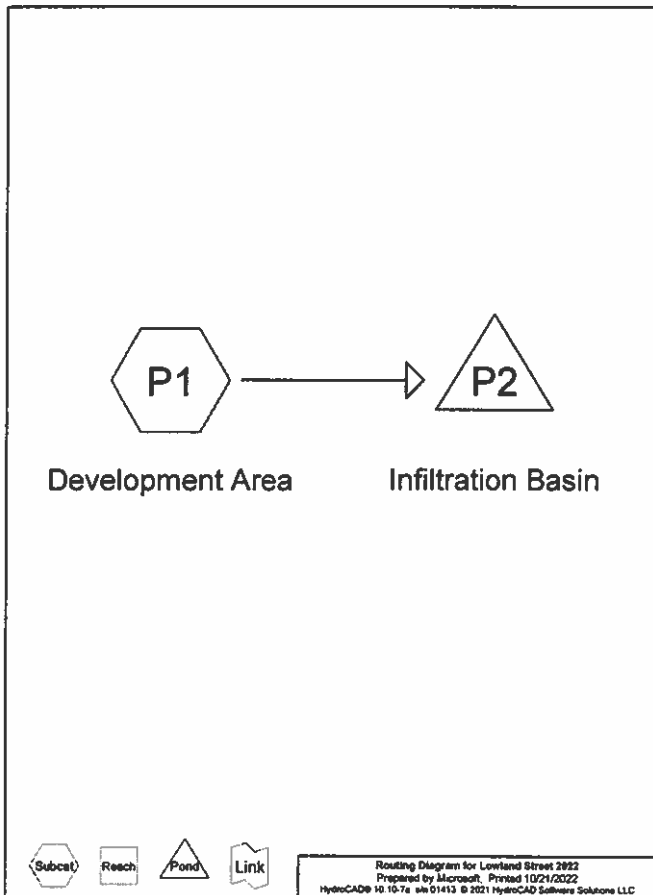 P1
P2
Development Area
Infiltration Basin
Subcat
Reach
Pond
Link
Routing Diagram for Lowland Street 2022
Prepared by Microsoft, Printed 10/21/2022
HydroCAD® 10.10-7a s/n 01413 © 2021 HydroCAD Software Solutions LLC